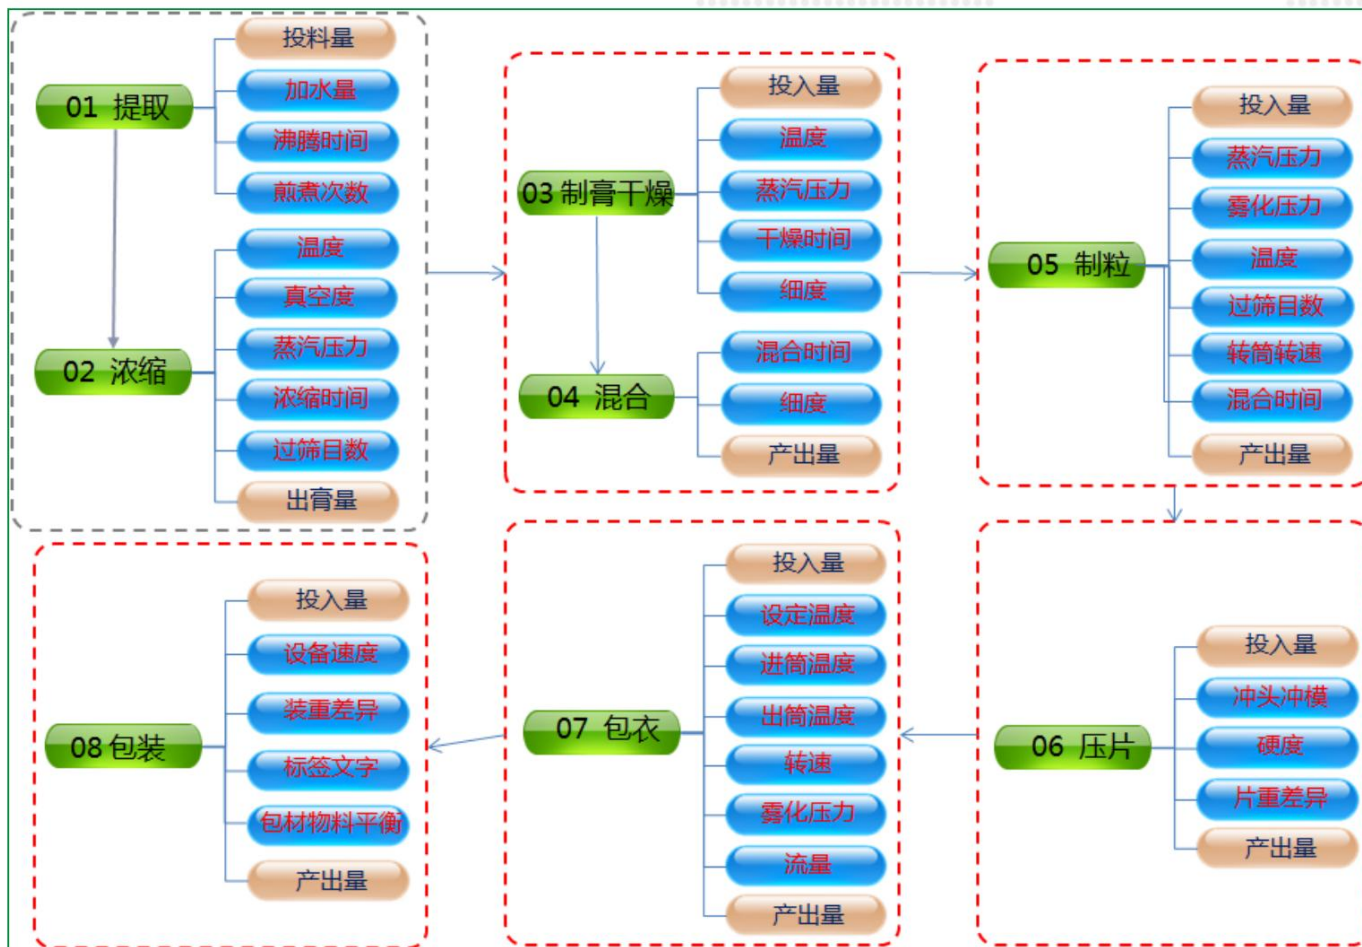 01 提取
投料量
加水量
沸腾时间
煎煮次数
02 浓缩
温度
真空度
蒸汽压力
浓缩时间
过筛目数
出膏量
03 制膏干燥
投入量
温度
蒸汽压力
干燥时间
细度
04 混合
混合时间
细度
产出量
05 制粒
投入量
蒸汽压力
雾化压力
温度
过筛目数
转筒转速
混合时间
产出量
06 压片
投入量
冲头冲模
硬度
片重差异
产出量
07 包衣
投入量
设定温度
进筒温度
出筒温度
转速
雾化压力
流量
产出量
08 包装
投入量
设备速度
装重差异
标签文字
包材物料平衡
产出量